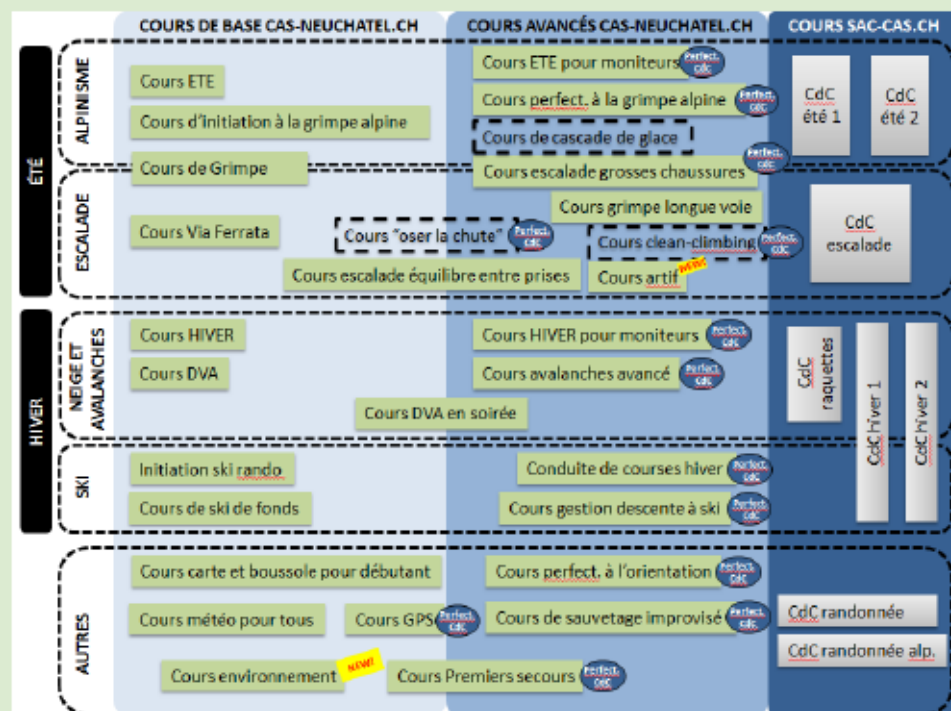 COURS DE BASE CAS-NEUCHATEL.CH
COURS AVANCÉS CAS-NEUCHATEL.CH
COURS SAC-CAS.CH
ÉTÉ
ALPINISME
Cours ETE
Cours d'initiation à la grimpe alpine
Cours de Grimpe
Cours ETE pour moniteurs
Perfect.
CdC
Cours perfect. à la grimpe alpine
Perfect.
CdC
Cours de cascade de glace
Cours escalade grosses chaussures
Perfect.
CdC
CdC
été 1
CdC
été 2
ESCALADE
Cours Via Ferrata
Cours "oser la chute"
Perfect.
CdC
Cours escalade équilibre entre prises
Cours grimpe longue voie
Cours clean-climbing
Perfect.
CdC
Cours artif
NEW!
CdC
escalade
HIVER
NEIGE ET
AVALANCHES
Cours HIVER
Cours DVA
Cours DVA en soirée
Cours HIVER pour moniteurs
Perfect.
CdC
Cours avalanches avancé
Perfect.
CdC
CdC
raquettes
CdC hiver 1
CdC hiver 2
SKI
Initiation ski rando
Cours de ski de fonds
Conduite de courses hiver
Perfect.
CdC
Cours gestion descente à ski
Perfect.
CdC
AUTRES
Cours carte et boussole pour débutant
Cours perfect. à l'orientation
Perfect.
CdC
Cours météo pour tous
Cours GPS
Perfect.
CdC
Cours de sauvetage improvisé
Perfect.
CdC
Cours environnement
NEW!
Cours Premiers secours
Perfect.
CdC
CdC randonnée
CdC randonnée alp.